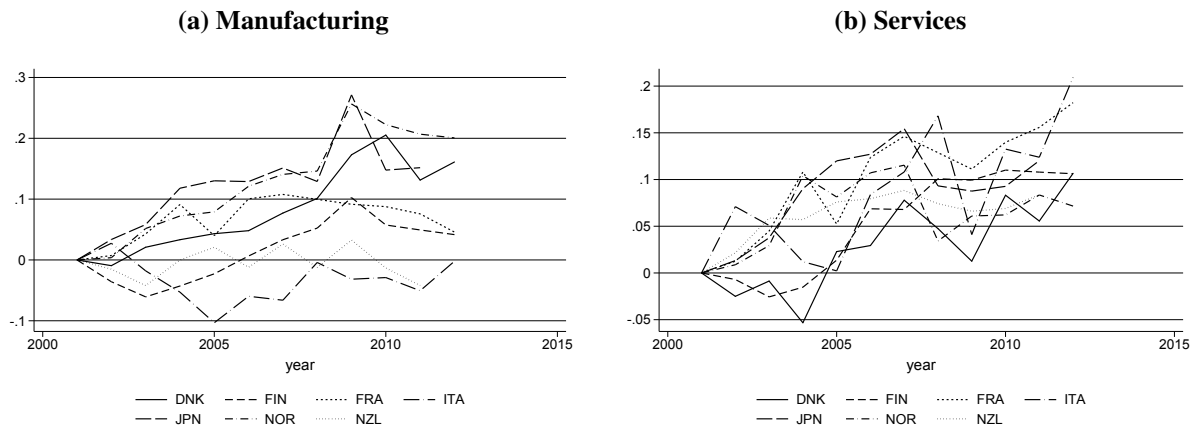 (a) Manufacturing
.3
.2
.1
0
-.1
2000 2005 2010 2015
year
DNK FIN FRA ITA
JPN NOR NZL
(b) Services
.2
.15
.1
.05
0
-.05
2000 2005 2010 2015
year
DNK FIN FRA ITA
JPN NOR NZL